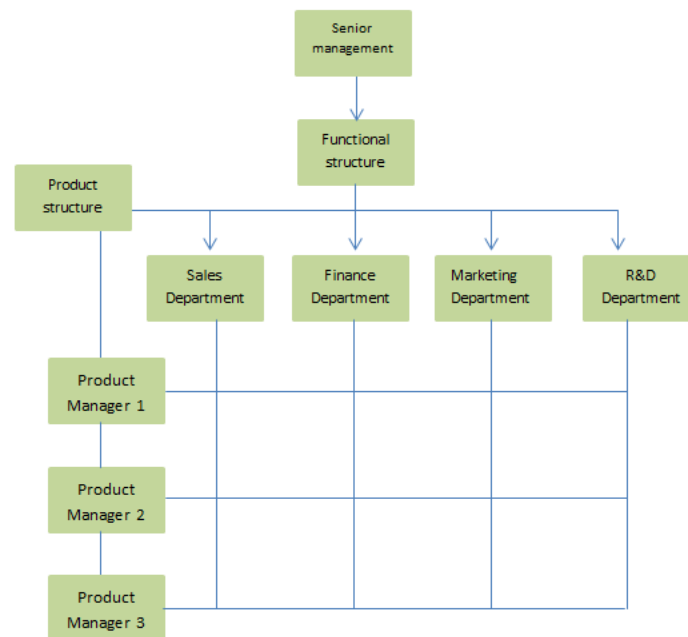 Senior
management
Functional
structure
Product
structure
Sales
Department
Finance
Department
Marketing
Department
R&D
Department
Product
Manager 1
Product
Manager 2
Product
Manager 3